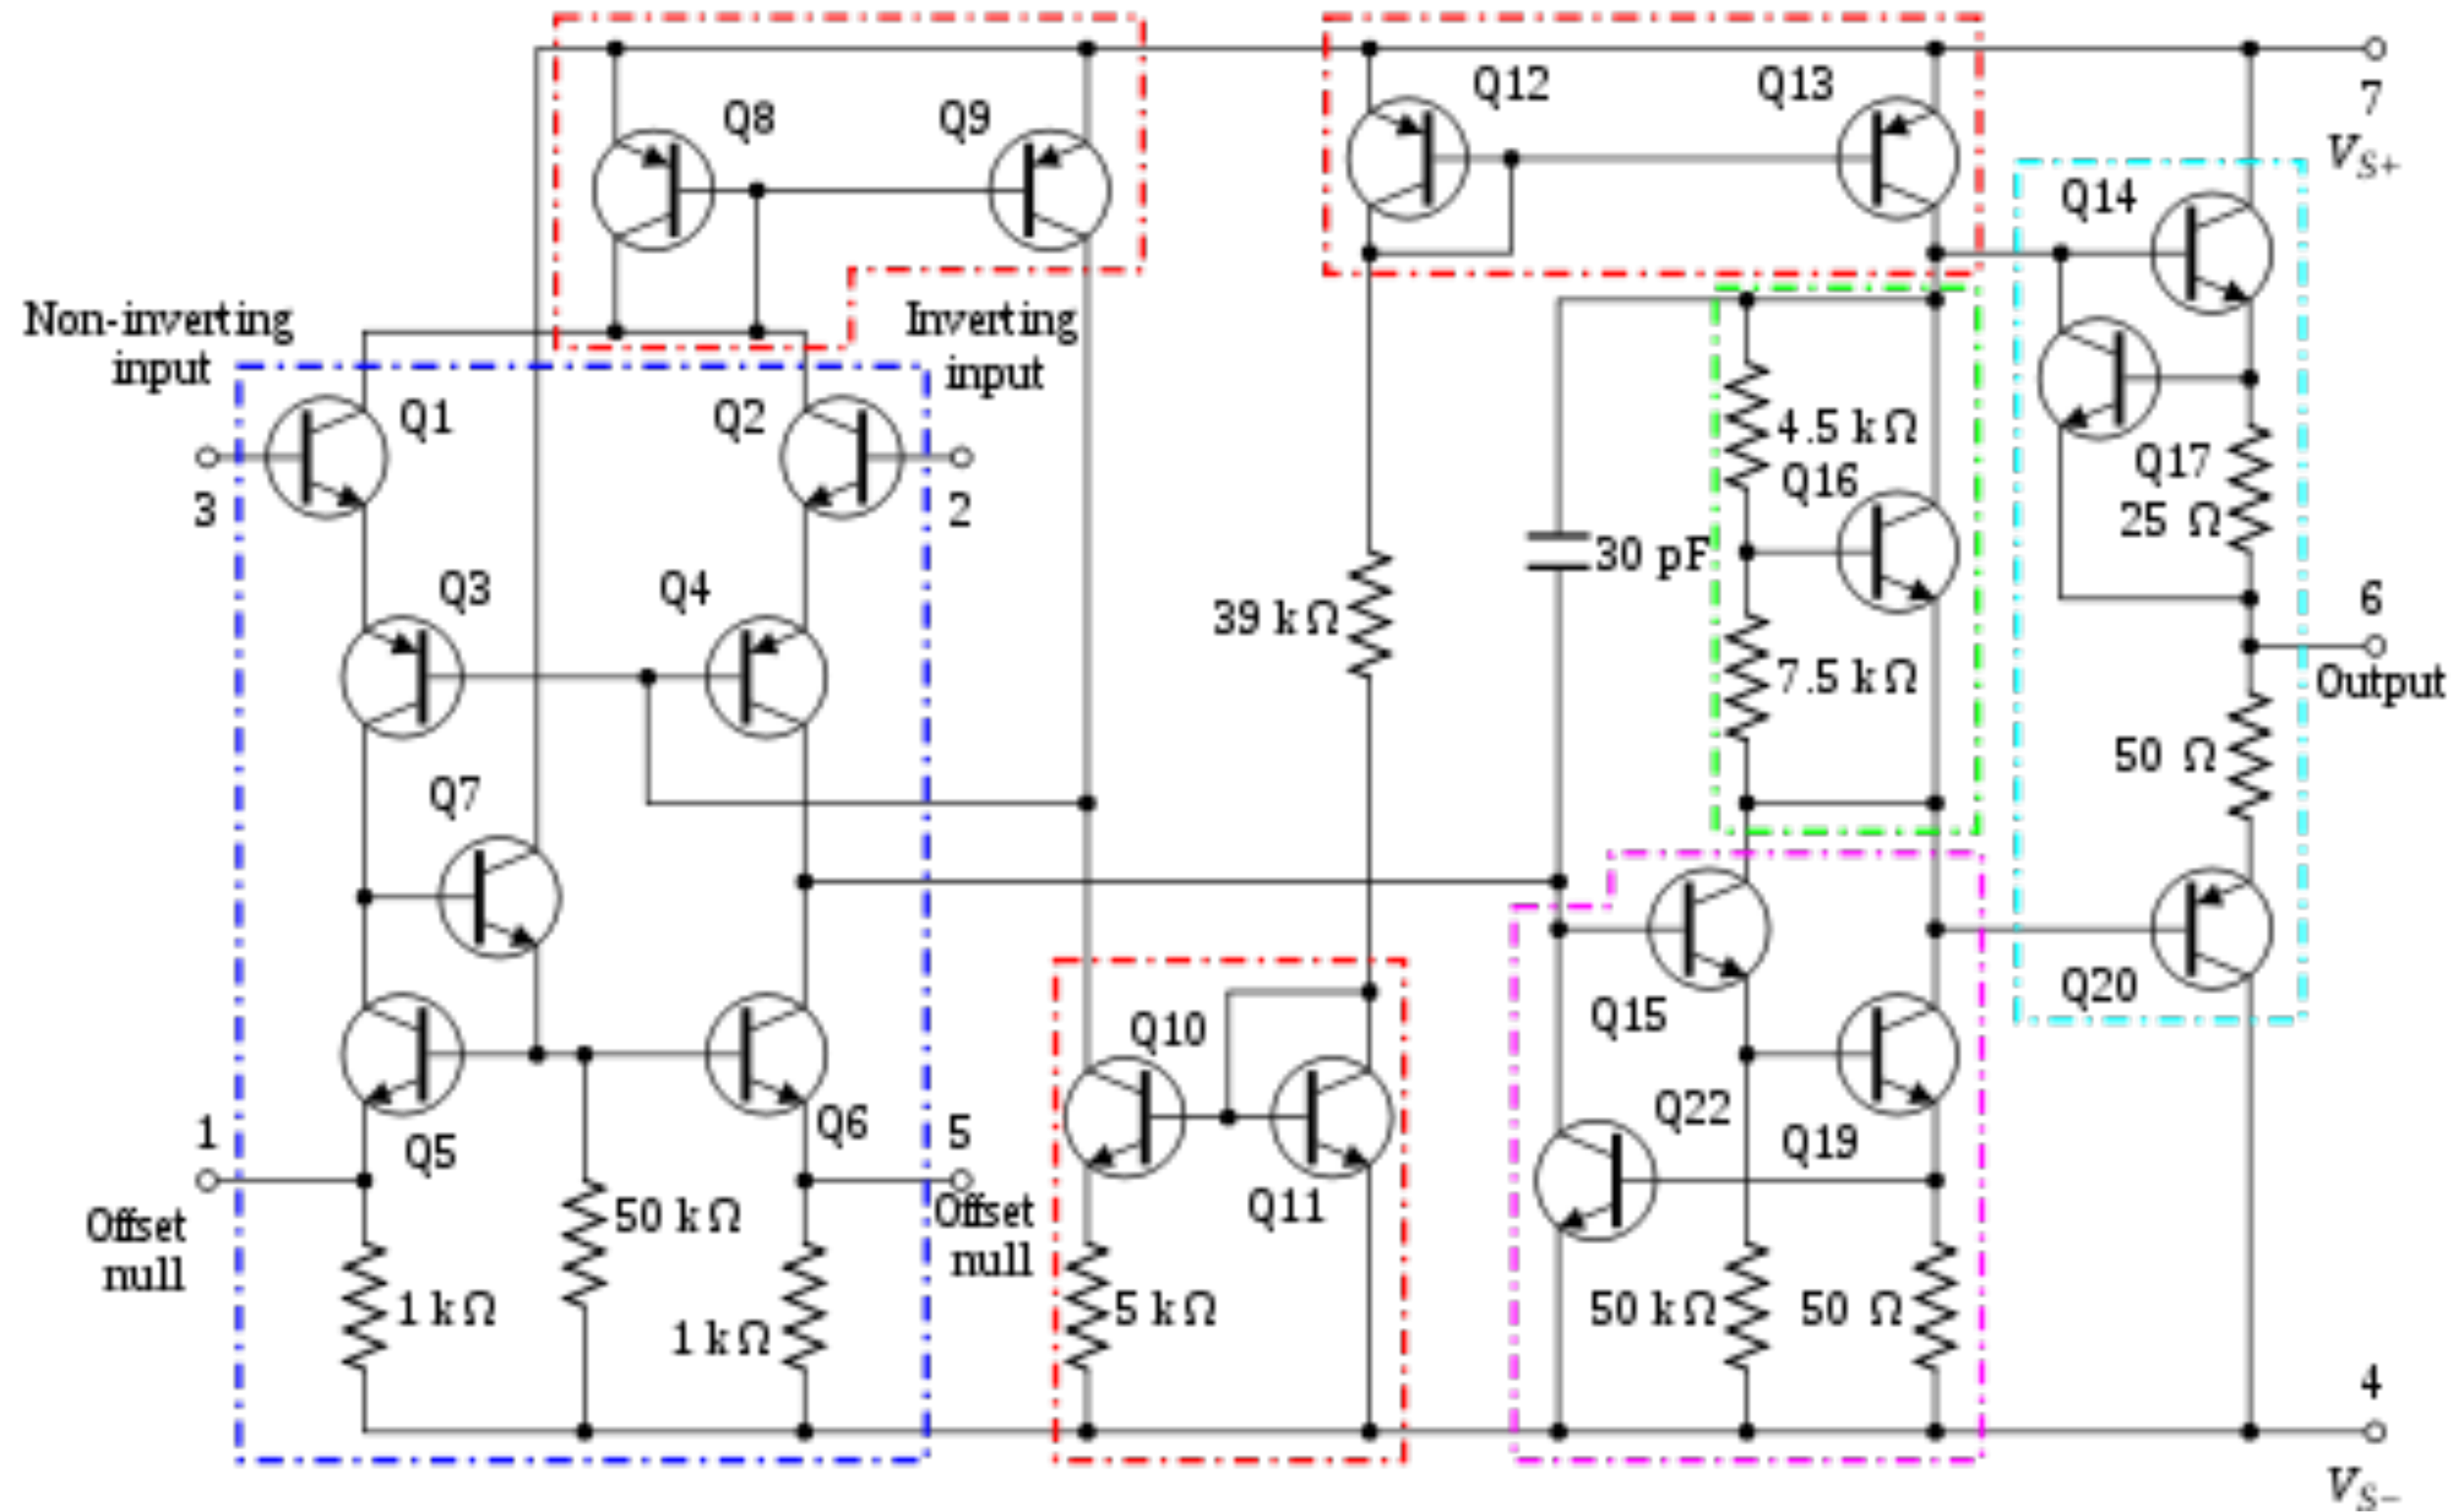 Q12
Q13
7
V_S+
Q8
Q9
Q14
Non-inverting
input
Inverting
input
Q1
Q2
3
2
4.5 kΩ
Q16
Q17
25 Ω
30 pF
Q3
Q4
39 kΩ
6
Output
7.5 kΩ
50 Ω
Q7
Q15
Q20
Q10
Q22
Q19
1
Q5
Q6
5
Offset
null
50 kΩ
Offset
null
Q11
1 kΩ
1 kΩ
5 kΩ
50 kΩ
50 Ω
4
V_S−